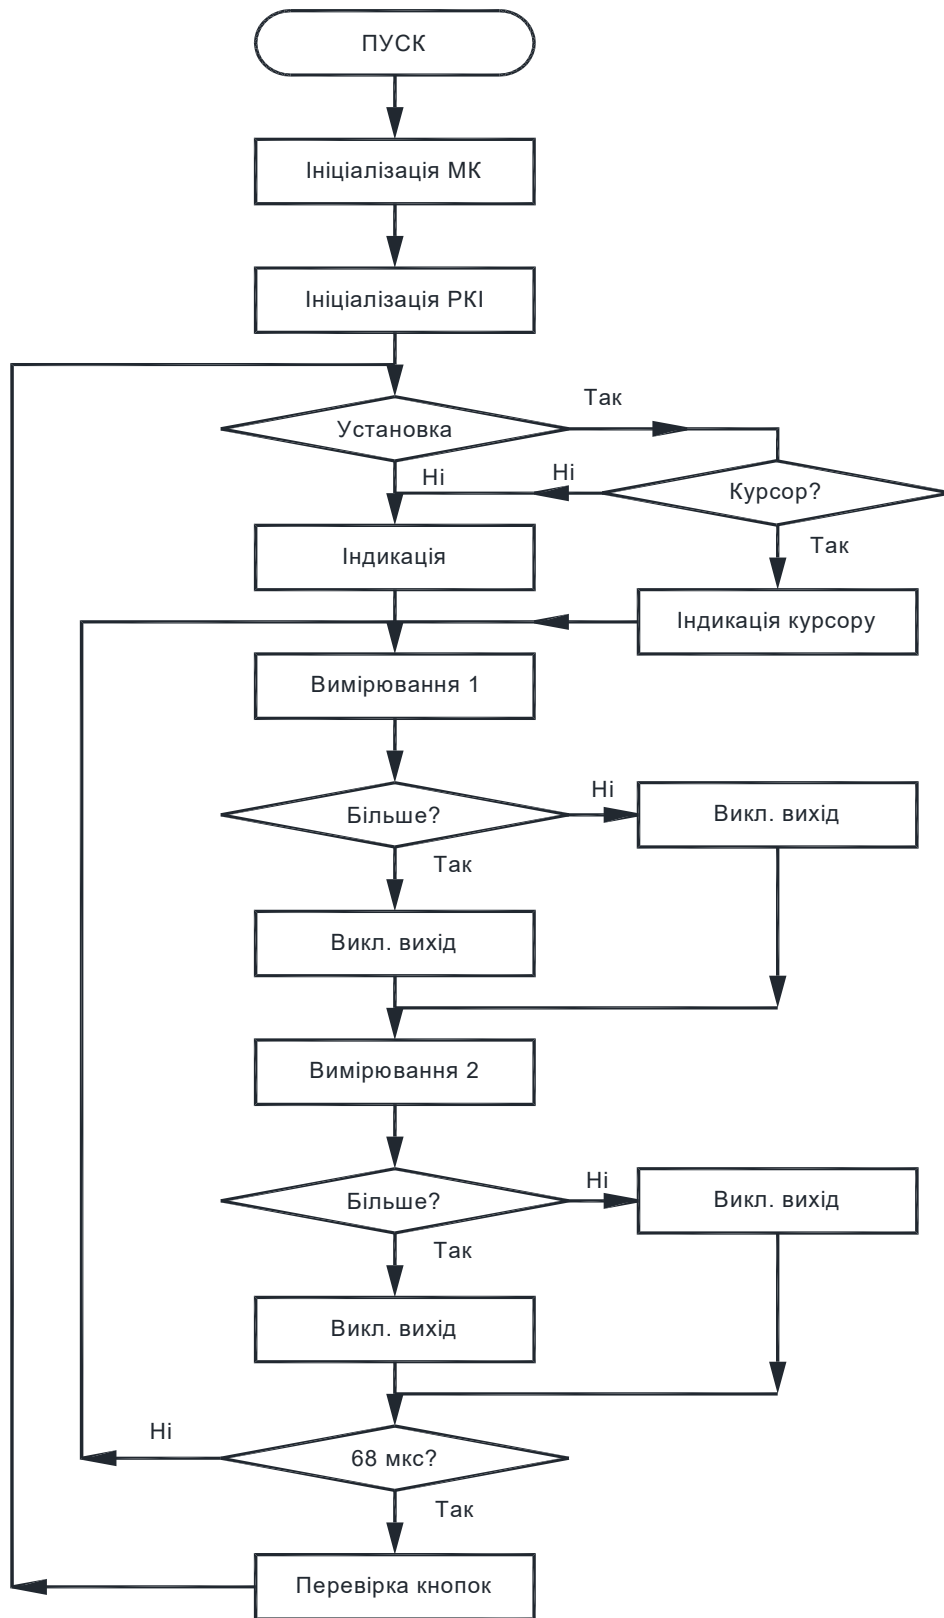 ПУСК
Ініціалізація МК
Ініціалізація РКІ
Так
Установка
Ні
Ні
Курсор?
Так
Індикація
Індикація курсору
Вимірювання 1
Ні
Більше?
Викл. вихід
Так
Викл. вихід
Вимірювання 2
Ні
Більше?
Викл. вихід
Так
Викл. вихід
Ні
68 мкс?
Так
Перевірка кнопок